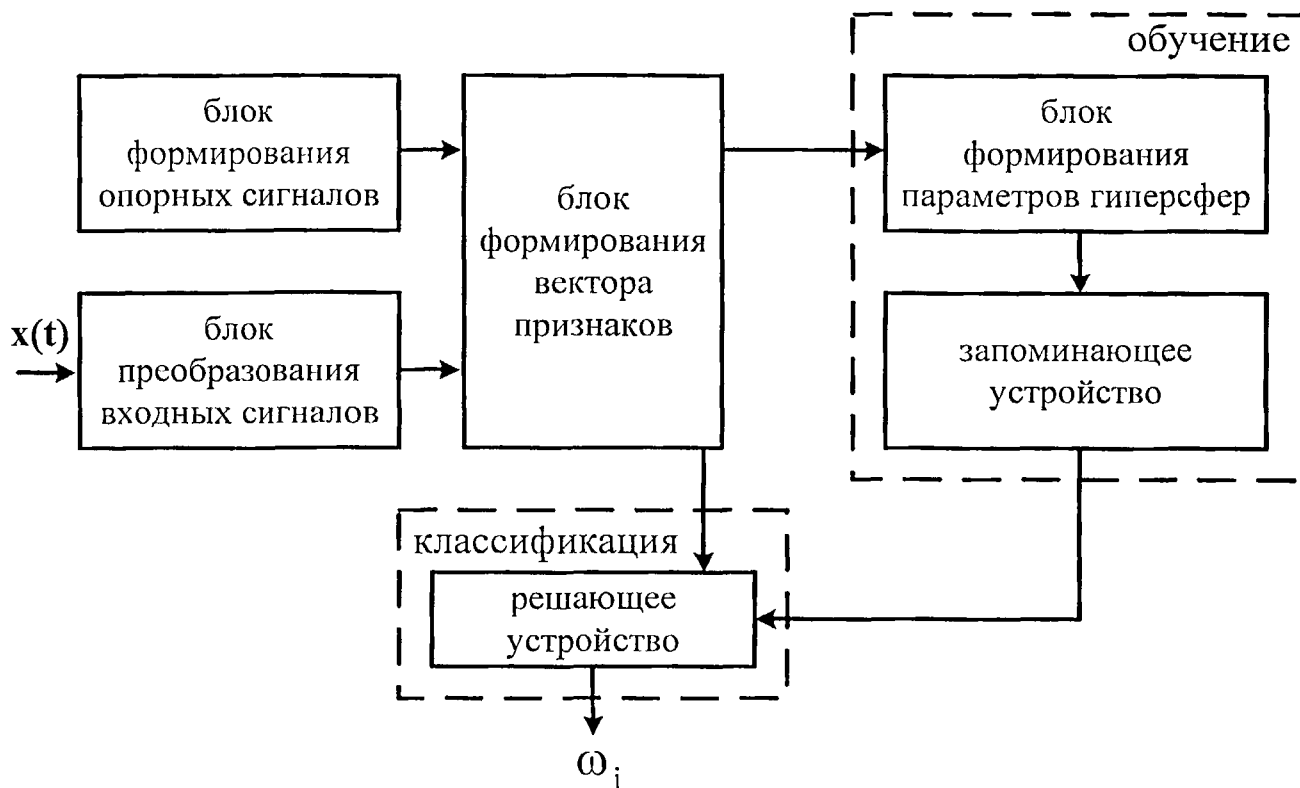 обучение
блок
формирования
опорных сигналов
блок
формирования
вектора
признаков
блок
формирования
параметров гиперсфер
x(t)
блок
преобразования
входных сигналов
запоминающее
устройство
классификация
решающее
устройство
ω i